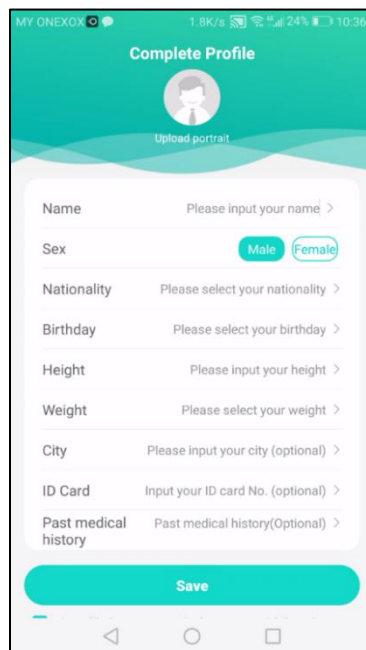 MY ONEXOX 1.8K/s 24% 10:36
Complete Profile
Upload portrait
Name Please input your name >
Sex Male Female
Nationality Please select your nationality >
Birthday Please select your birthday >
Height Please input your height >
Weight Please select your weight >
City Please input your city (optional) >
ID Card Input your ID card No. (optional) >
Past medical Past medical history(Optional) >
history
Save